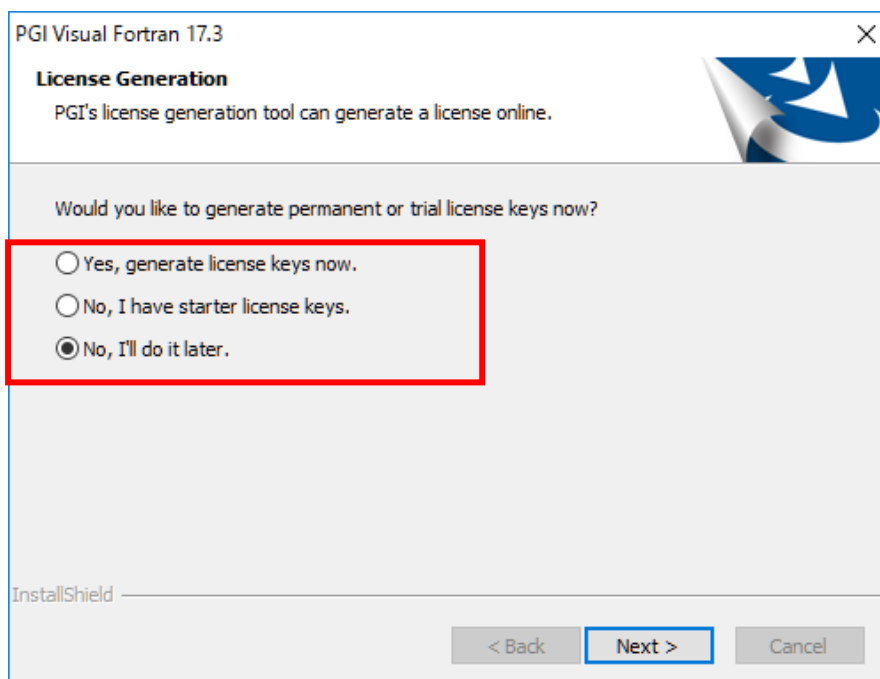 PGI Visual Fortran 17.3
License Generation
PGI's license generation tool can generate a license online.
Would you like to generate permanent or trial license keys now?
Yes, generate license keys now.
No, I have starter license keys.
No, I'll do it later.
InstallShield
< Back Next > Cancel